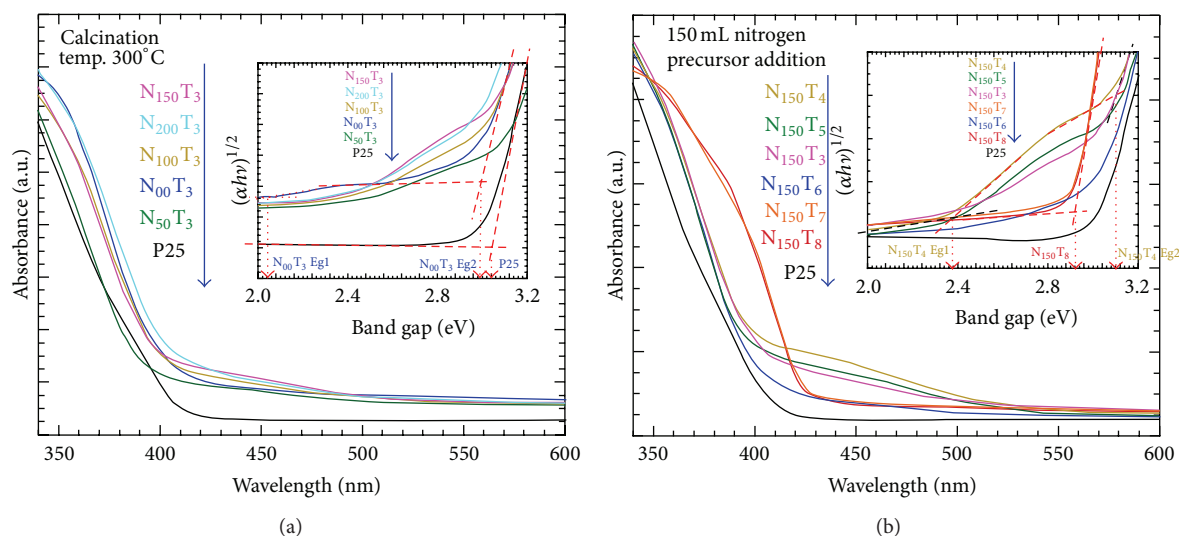 Calcination
temp. 300°C
N₁₅₀T₃
N₂₀₀T₃
N₁₀₀T₃
N₀₀T₃
N₅₀T₃
P25
N₁₅₀T₃
N₂₀₀T₃
N₁₀₀T₃
N₀₀T₃
N₅₀T₃
P25
(αhν)^1/2
N₀₀T₃ Eg1
N₀₀T₃ Eg2
P25
2.0 2.4 2.8 3.2
Band gap (eV)
Absorbance (a.u.)
350 400 450 500 550 600
Wavelength (nm)
(a)
150 mL nitrogen
precursor addition
N₁₅₀T₄
N₁₅₀T₅
N₁₅₀T₃
N₁₅₀T₆
N₁₅₀T₇
N₁₅₀T₈
P25
N₁₅₀T₄
N₁₅₀T₅
N₁₅₀T₃
N₁₅₀T₇
N₁₅₀T₆
N₁₅₀T₈
P25
(αhν)^1/2
N₁₅₀T₄ Eg1
N₁₅₀T₈
N₁₅₀T₄ Eg2
2.0 2.4 2.8 3.2
Band gap (eV)
Absorbance (a.u.)
350 400 450 500 550 600
Wavelength (nm)
(b)